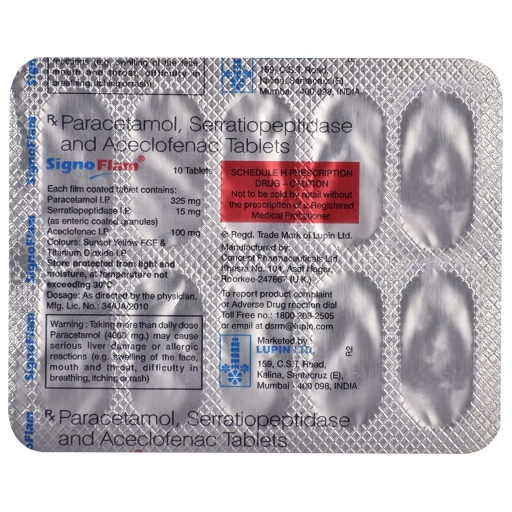 reactions (e.g. swelling of the face,
mouth and throat, difficulty in
breathing, itching or rash)
159, C.S.T. Road,
Kalina, Santacruz (E),
Mumbai - 400 098, INDIA
SignoFlam
SignoFlam
SignoFlam
SignoFlam
Rx Paracetamol, Serratiopeptidase
and Aceclofenac Tablets
SignoFlam®
10 Tablets
Each film coated tablet contains:
Paracetamol I.P. 325 mg
Serratiopeptidase I.P. 15 mg
(as enteric coated granules)
Aceclofenac I.P. 100 mg
Colours: Sunset Yellow FCF &
Titanium Dioxide I.P.
Store protected from light and
moisture, at temperature not
exceeding 30°C
Dosage: As directed by the physician.
Mfg. Lic. No.: 34/UA/2010
Warning : Taking more than daily dose
Paracetamol (4000 mg.) may cause
serious liver damage or allergic
reactions (e.g. swelling of the face,
mouth and throat, difficulty in
breathing, itching or rash)
SCHEDULE H PRESCRIPTION
DRUG - CAUTION
Not to be sold by retail without
the prescription of a Registered
Medical Practitioner
® Regd. Trade Mark of Lupin Ltd.
Manufactured by:
Concept Pharmaceuticals Ltd.
Khasra No. 104, Asaf Nagar,
Roorkee-247667 (U.K.)
To report product complaint
or Adverse Drug reaction dial
Toll Free no.: 1800-209-2505
or email at dsrm@lupin.com
Marketed by
LUPIN LTD.
159, C.S.T. Road,
Kalina, Santacruz (E),
Mumbai - 400 098, INDIA
R2
Rx Paracetamol, Serratiopeptidase
and Aceclofenac Tablets